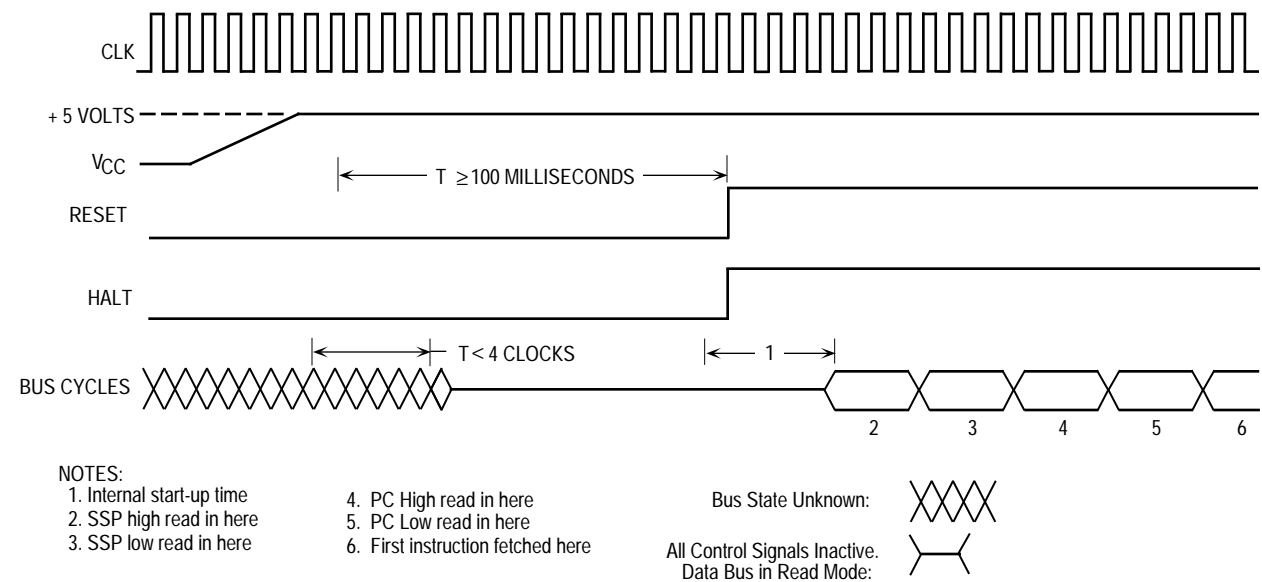 CLK
+ 5 VOLTS
VCC
T ≥100 MILLISECONDS
RESET
HALT
T< 4 CLOCKS
1
BUS CYCLES
2 3 4 5 6
NOTES:
1. Internal start-up time
2. SSP high read in here
3. SSP low read in here
4. PC High read in here
5. PC Low read in here
6. First instruction fetched here
Bus State Unknown:
All Control Signals Inactive.
Data Bus in Read Mode: